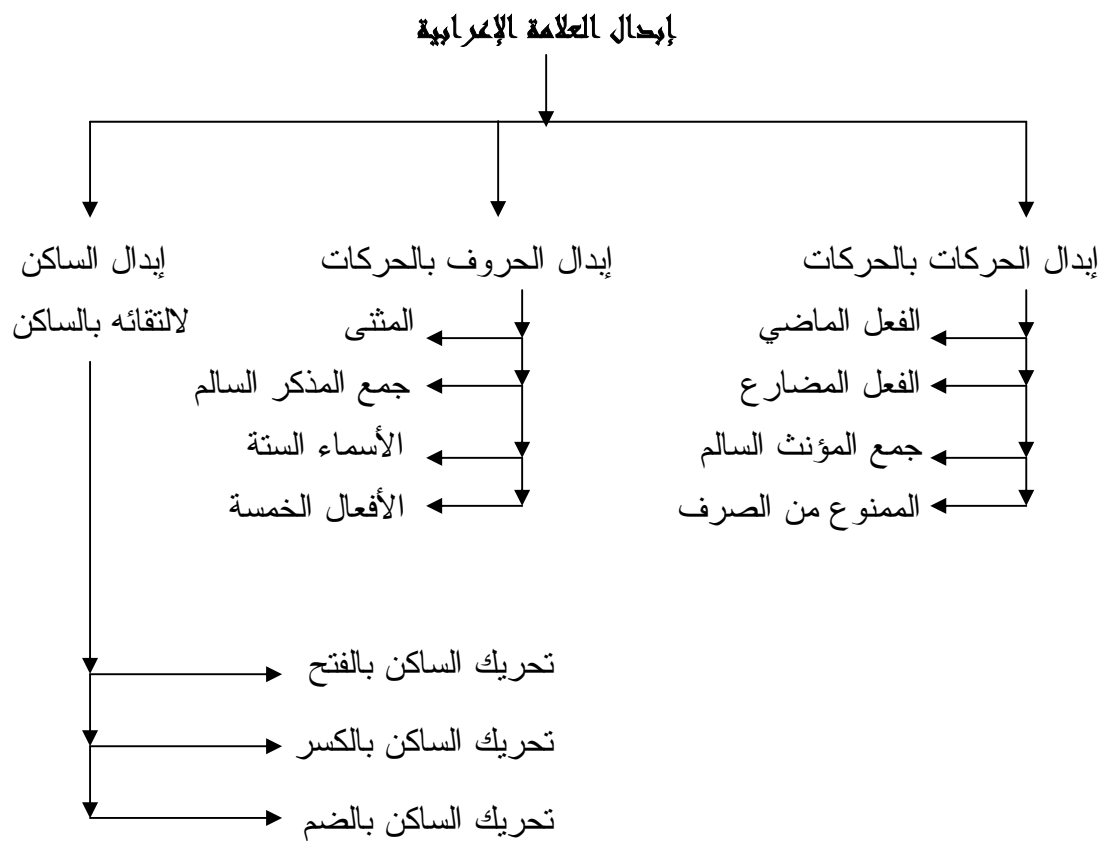 إبدال العلامة الإعرابية
إبدال الحركات بالحركات
الفعل الماضي
الفعل المضارع
جمع المؤنث السالم
الممنوع من الصرف
إبدال الحروف بالحركات
المثنى
جمع المذكر السالم
الأسماء الستة
الأفعال الخمسة
إبدال الساكن
لالتقائه بالساكن
تحريك الساكن بالفتح
تحريك الساكن بالكسر
تحريك الساكن بالضم